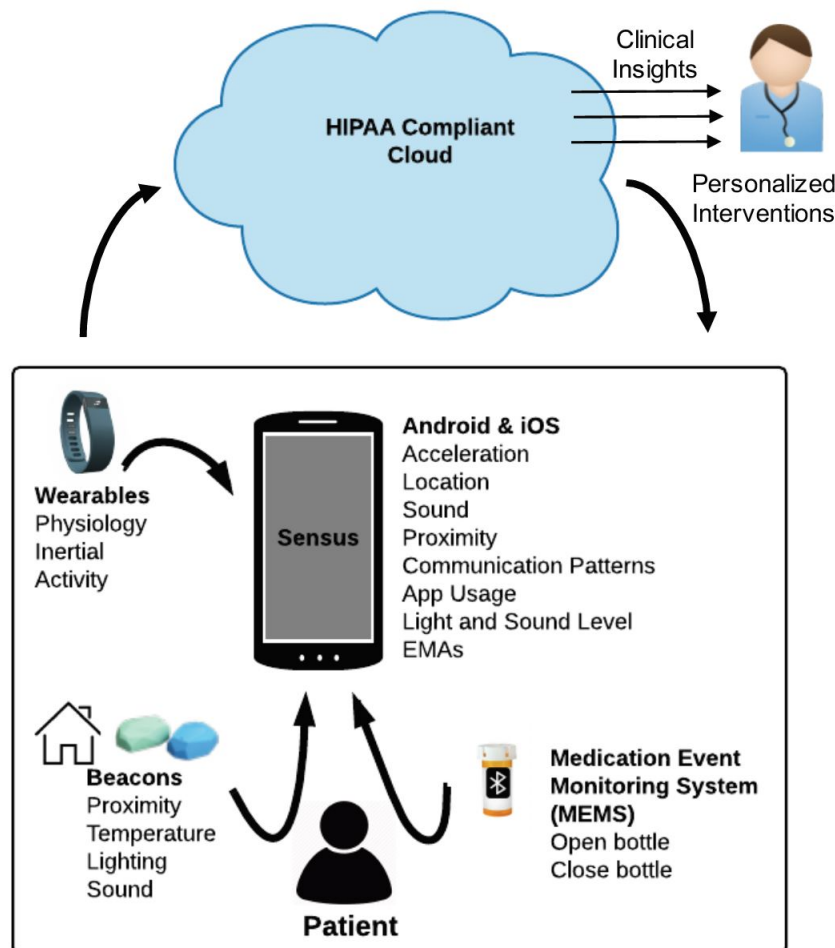 Clinical
Insights
HIPAA Compliant
Cloud
Personalized
Interventions
Wearables
Physiology
Inertial
Activity
Sensus
Android & iOS
Acceleration
Location
Sound
Proximity
Communication Patterns
App Usage
Light and Sound Level
EMAs
Beacons
Proximity
Temperature
Lighting
Sound
Medication Event
Monitoring System
(MEMS)
Open bottle
Close bottle
Patient